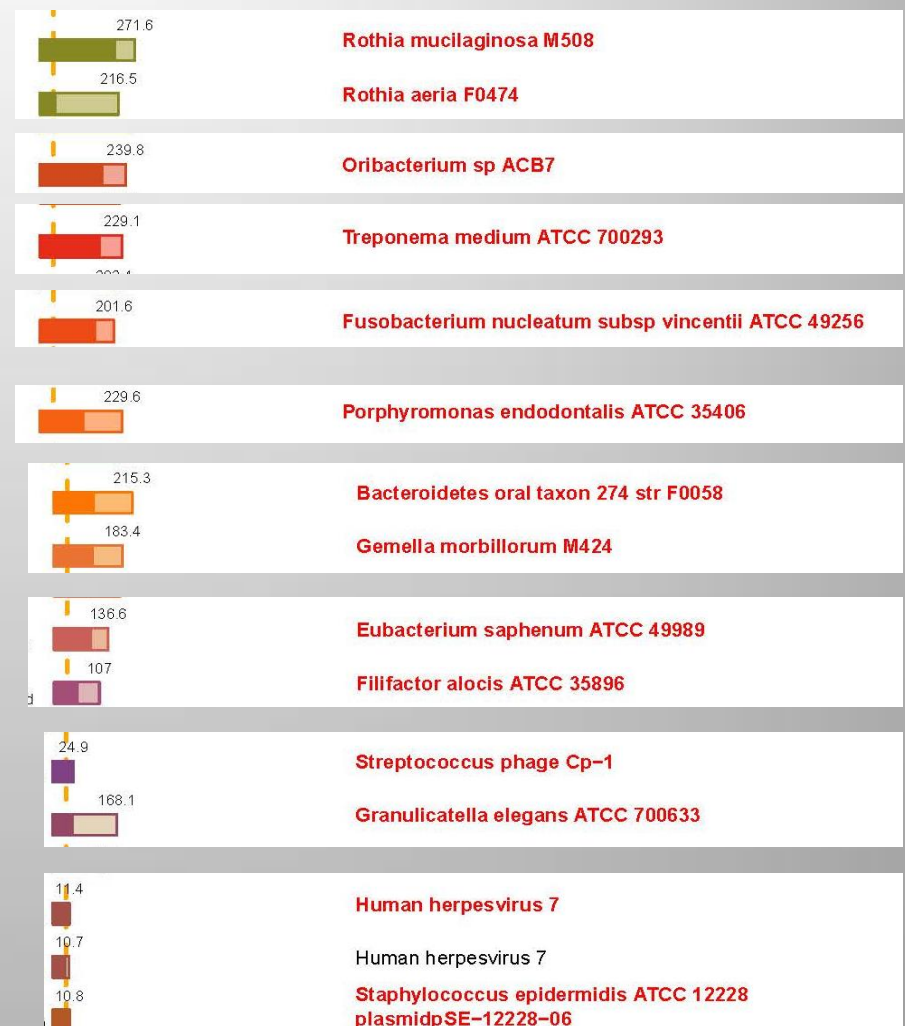 271.6
Rothia mucilaginosa M508
216.5
Rothia aeria F0474
239.8
Oribacterium sp ACB7
229.1
Treponema medium ATCC 700293
201.6
Fusobacterium nucleatum subsp vincentii ATCC 49256
229.6
Porphyromonas endodontalis ATCC 35406
215.3
Bacteroidetes oral taxon 274 str F0058
183.4
Gemella morbillorum M424
136.6
Eubacterium saphenum ATCC 49989
107
Filifactor alocis ATCC 35896
d
24.9
Streptococcus phage Cp−1
168.1
Granulicatella elegans ATCC 700633
11.4
Human herpesvirus 7
10.7
Human herpesvirus 7
10.8
Staphylococcus epidermidis ATCC 12228
plasmidpSE−12228−06